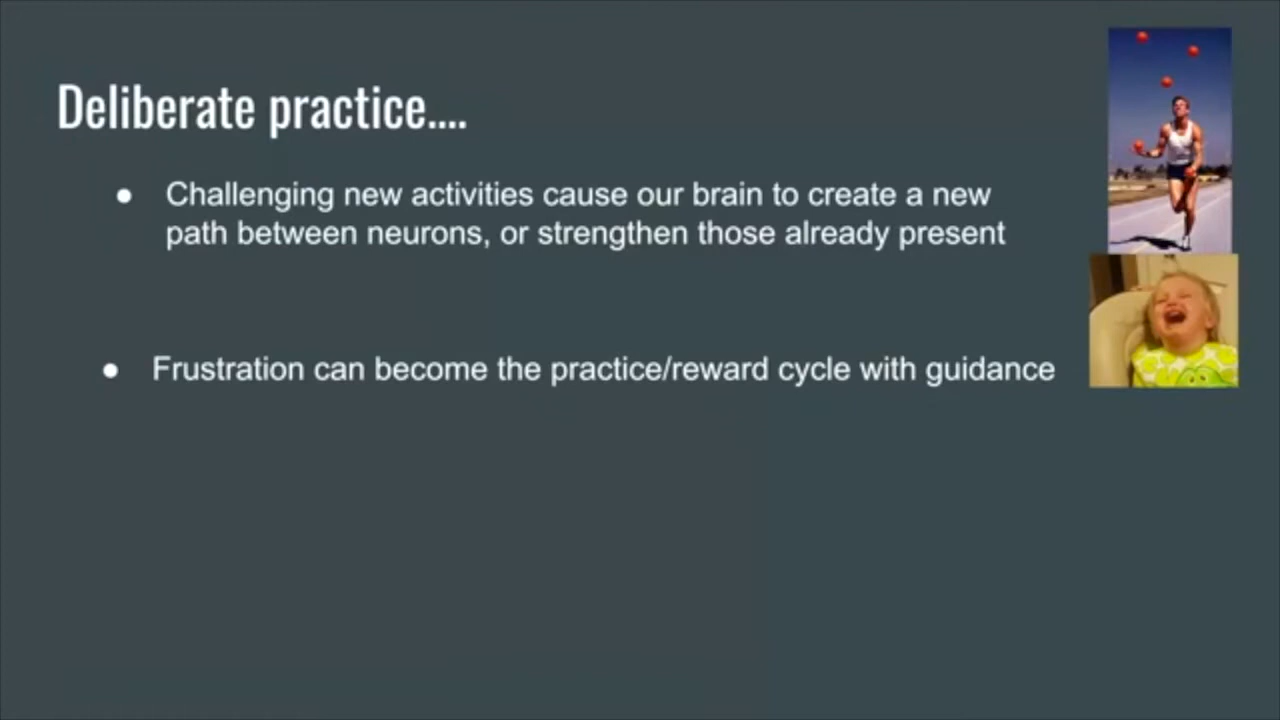 Deliberate practice....
● Challenging new activities cause our brain to create a new
path between neurons, or strengthen those already present
● Frustration can become the practice/reward cycle with guidance